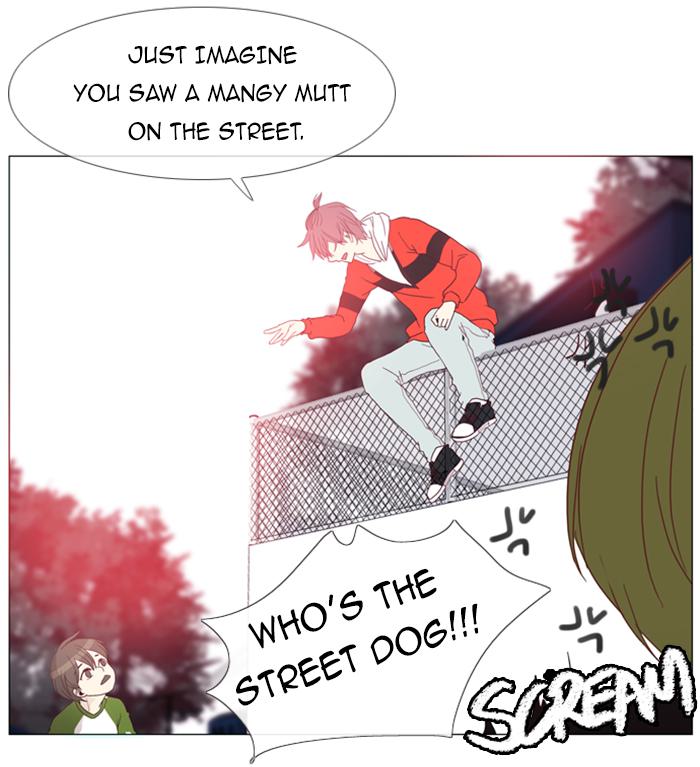 JUST IMAGINE
YOU SAW A MANGY MUTT
ON THE STREET.
WHO'S THE
STREET DOG!!!
SCREAM